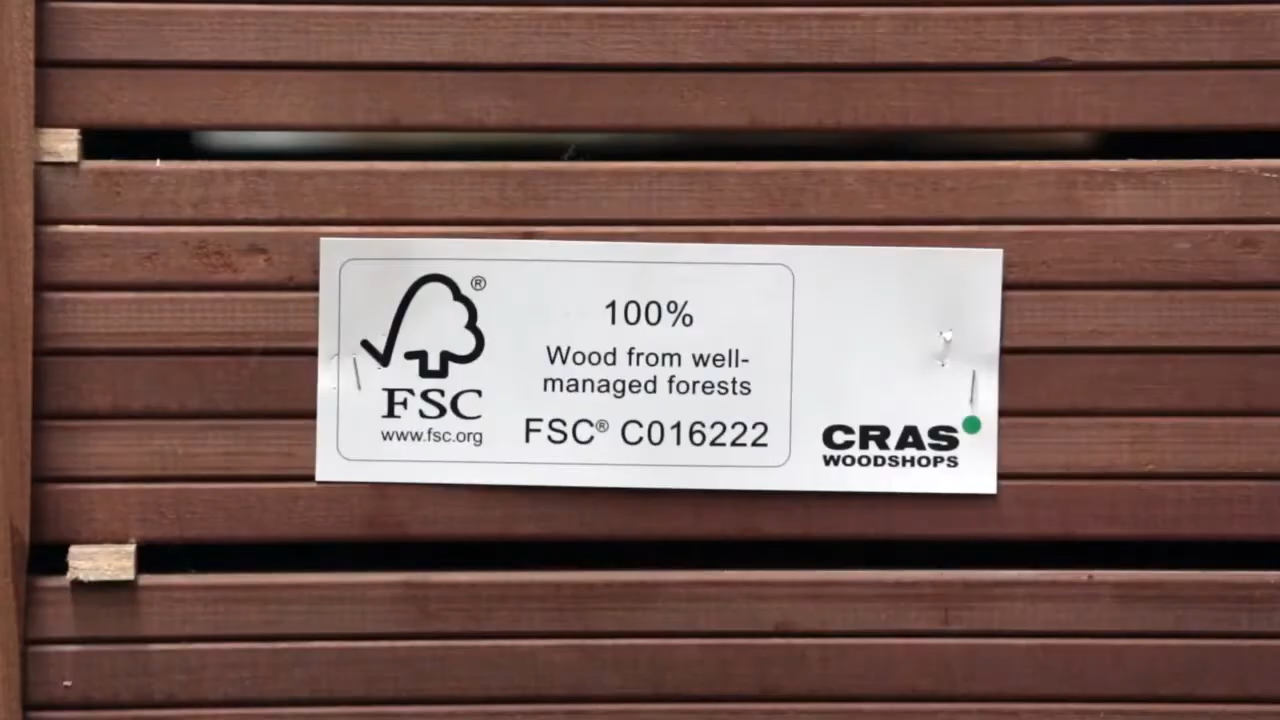 ®
FSC
www.fsc.org
100%
Wood from well-
managed forests
FSC® C016222
CRAS
WOODSHOPS